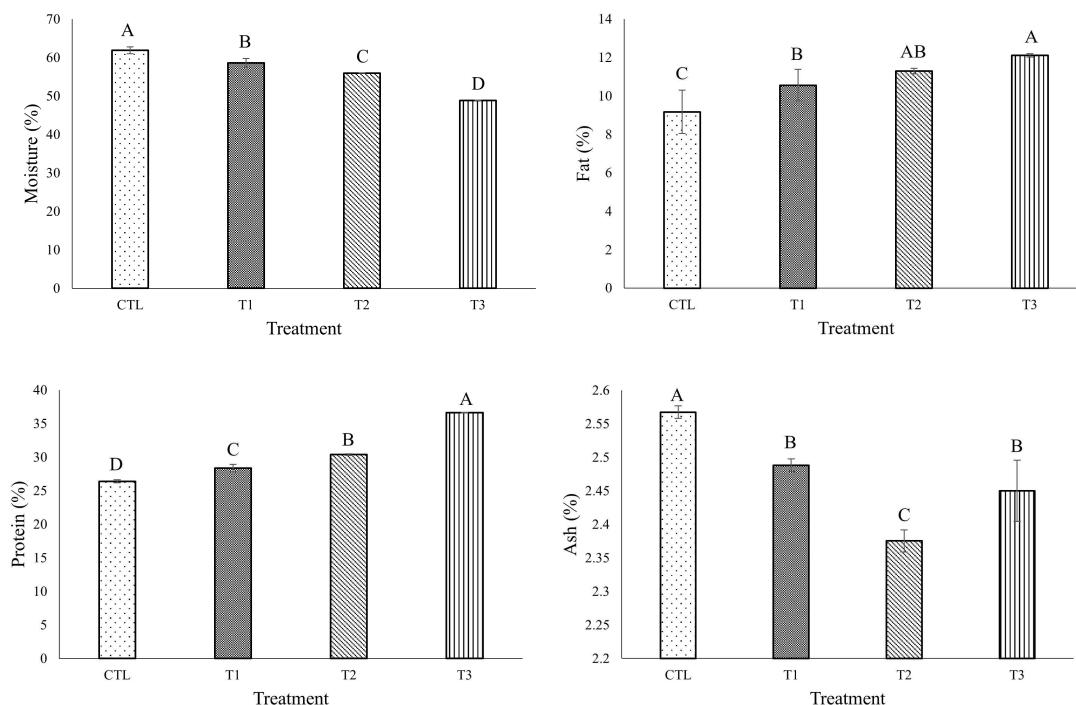 Moisture (%)
70
60
50
40
30
20
10
0
A
B
C
D
CTL
T1
T2
T3
Treatment
Fat (%)
14
12
10
8
6
4
2
0
C
B
AB
A
CTL
T1
T2
T3
Treatment
Protein (%)
40
35
30
25
20
15
10
5
0
D
C
B
A
CTL
T1
T2
T3
Treatment
Ash (%)
2.6
2.55
2.5
2.45
2.4
2.35
2.3
2.25
2.2
A
B
C
B
CTL
T1
T2
T3
Treatment